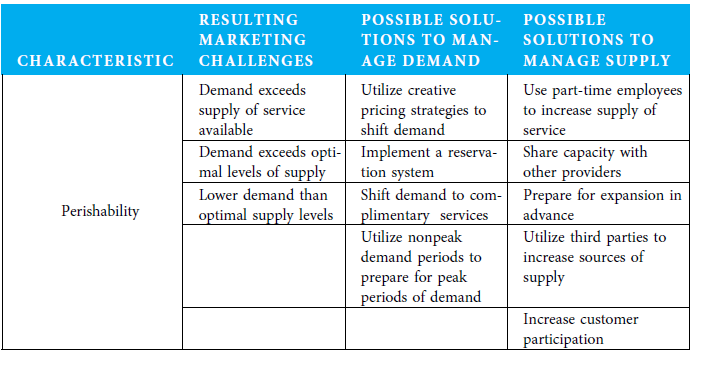 CHARACTERISTIC
RESULTING
MARKETING
CHALLENGES
POSSIBLE SOLU-
TIONS TO MAN-
AGE DEMAND
POSSIBLE
SOLUTIONS TO
MANAGE SUPPLY
Perishability
Demand exceeds
supply of service
available
Utilize creative
pricing strategies to
shift demand
Use part-time employees
to increase supply of
service
Demand exceeds opti-
mal levels of supply
Implement a reserva-
tion system
Share capacity with
other providers
Lower demand than
optimal supply levels
Shift demand to com-
plimentary services
Prepare for expansion in
advance
Utilize nonpeak
demand periods to
prepare for peak
periods of demand
Utilize third parties to
increase sources of
supply
Increase customer
participation